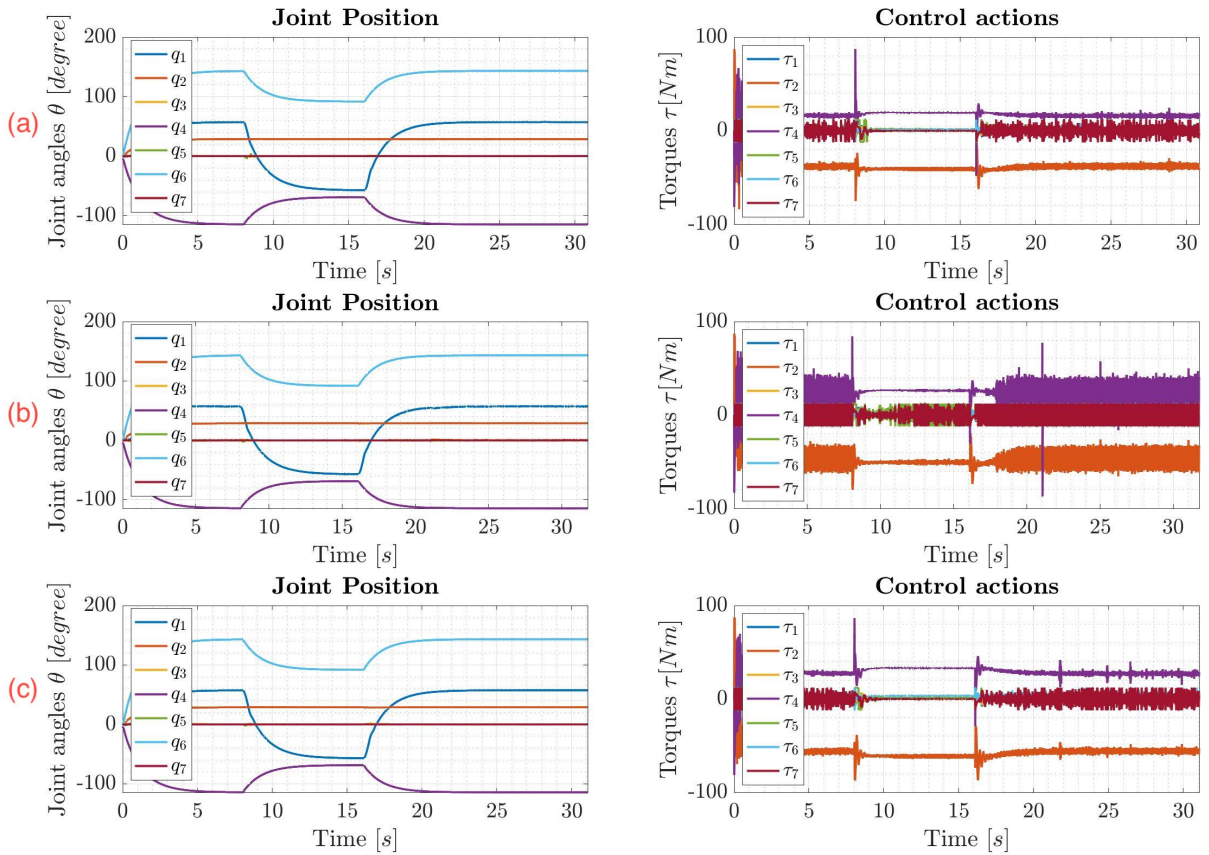 Joint Position
Control actions
(a)
Joint angles θ [degree]
200
100
0
-100
q1
q2
q3
q4
q5
q6
q7
0 5 10 15 20 25 30
Time [s]
Torques τ [Nm]
100
0
-100
τ1
τ2
τ3
τ4
τ5
τ6
τ7
0 5 10 15 20 25 30
Time [s]
Joint Position
Control actions
(b)
Joint angles θ [degree]
200
100
0
-100
q1
q2
q3
q4
q5
q6
q7
0 5 10 15 20 25 30
Time [s]
Torques τ [Nm]
100
0
-100
τ1
τ2
τ3
τ4
τ5
τ6
τ7
0 5 10 15 20 25 30
Time [s]
Joint Position
Control actions
(c)
Joint angles θ [degree]
200
100
0
-100
q1
q2
q3
q4
q5
q6
q7
0 5 10 15 20 25 30
Time [s]
Torques τ [Nm]
100
0
-100
τ1
τ2
τ3
τ4
τ5
τ6
τ7
0 5 10 15 20 25 30
Time [s]